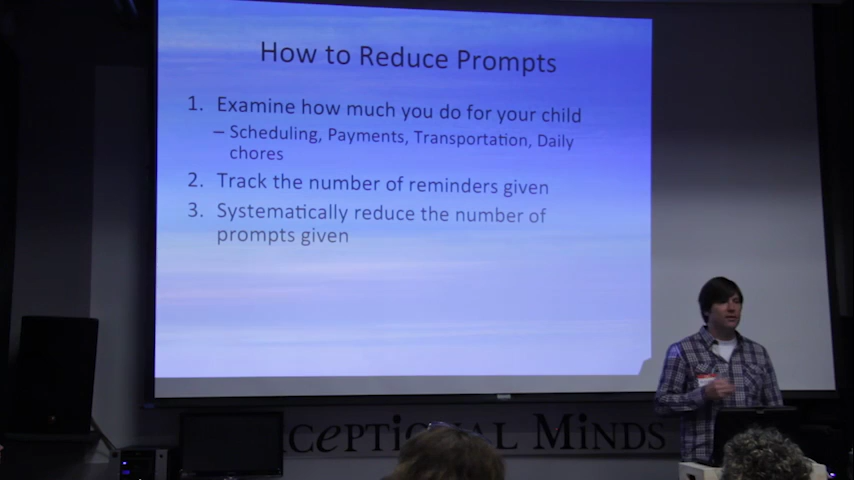 How to Reduce Prompts
1. Examine how much you do for your child
– Scheduling, Payments, Transportation, Daily
chores
2. Track the number of reminders given
3. Systematically reduce the number of
prompts given
MiNDS